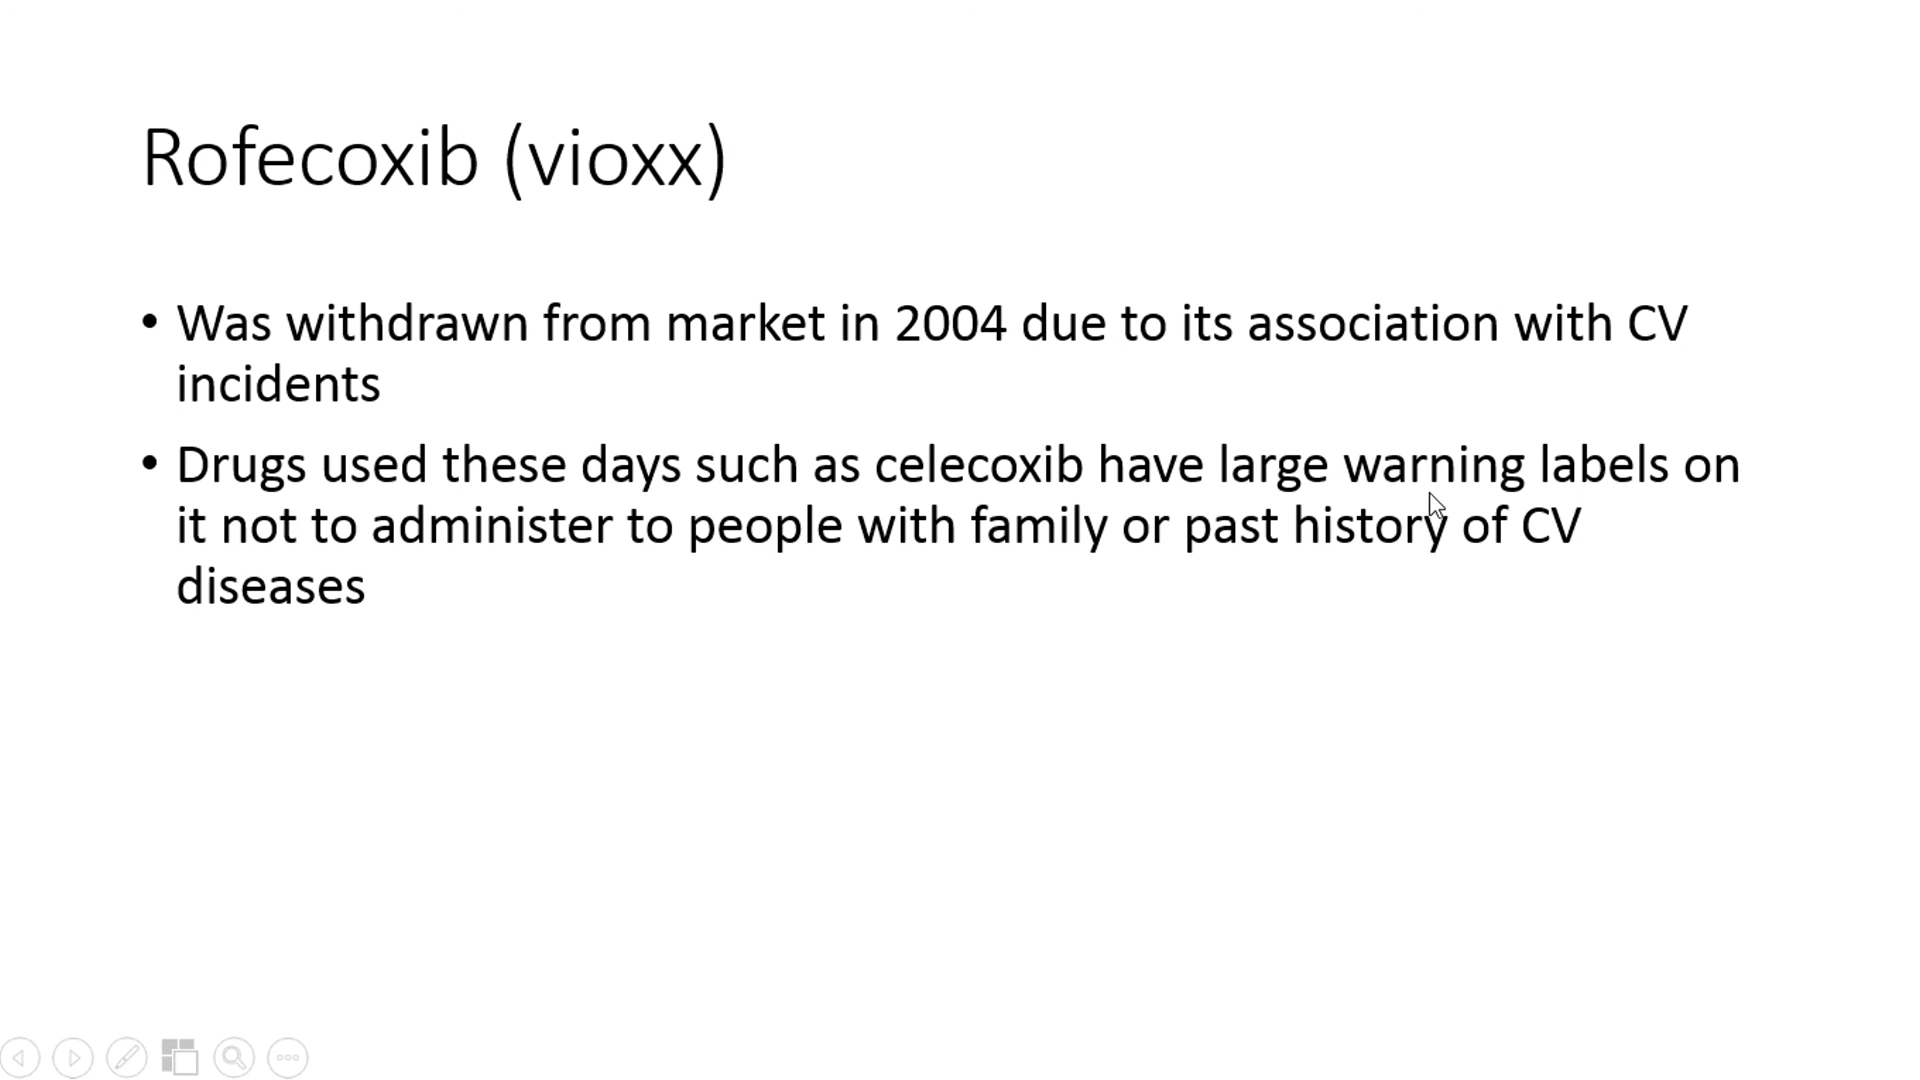 Rofecoxib (vioxx)
• Was withdrawn from market in 2004 due to its association with CV
incidents
• Drugs used these days such as celecoxib have large warning labels on
it not to administer to people with family or past history of CV
diseases